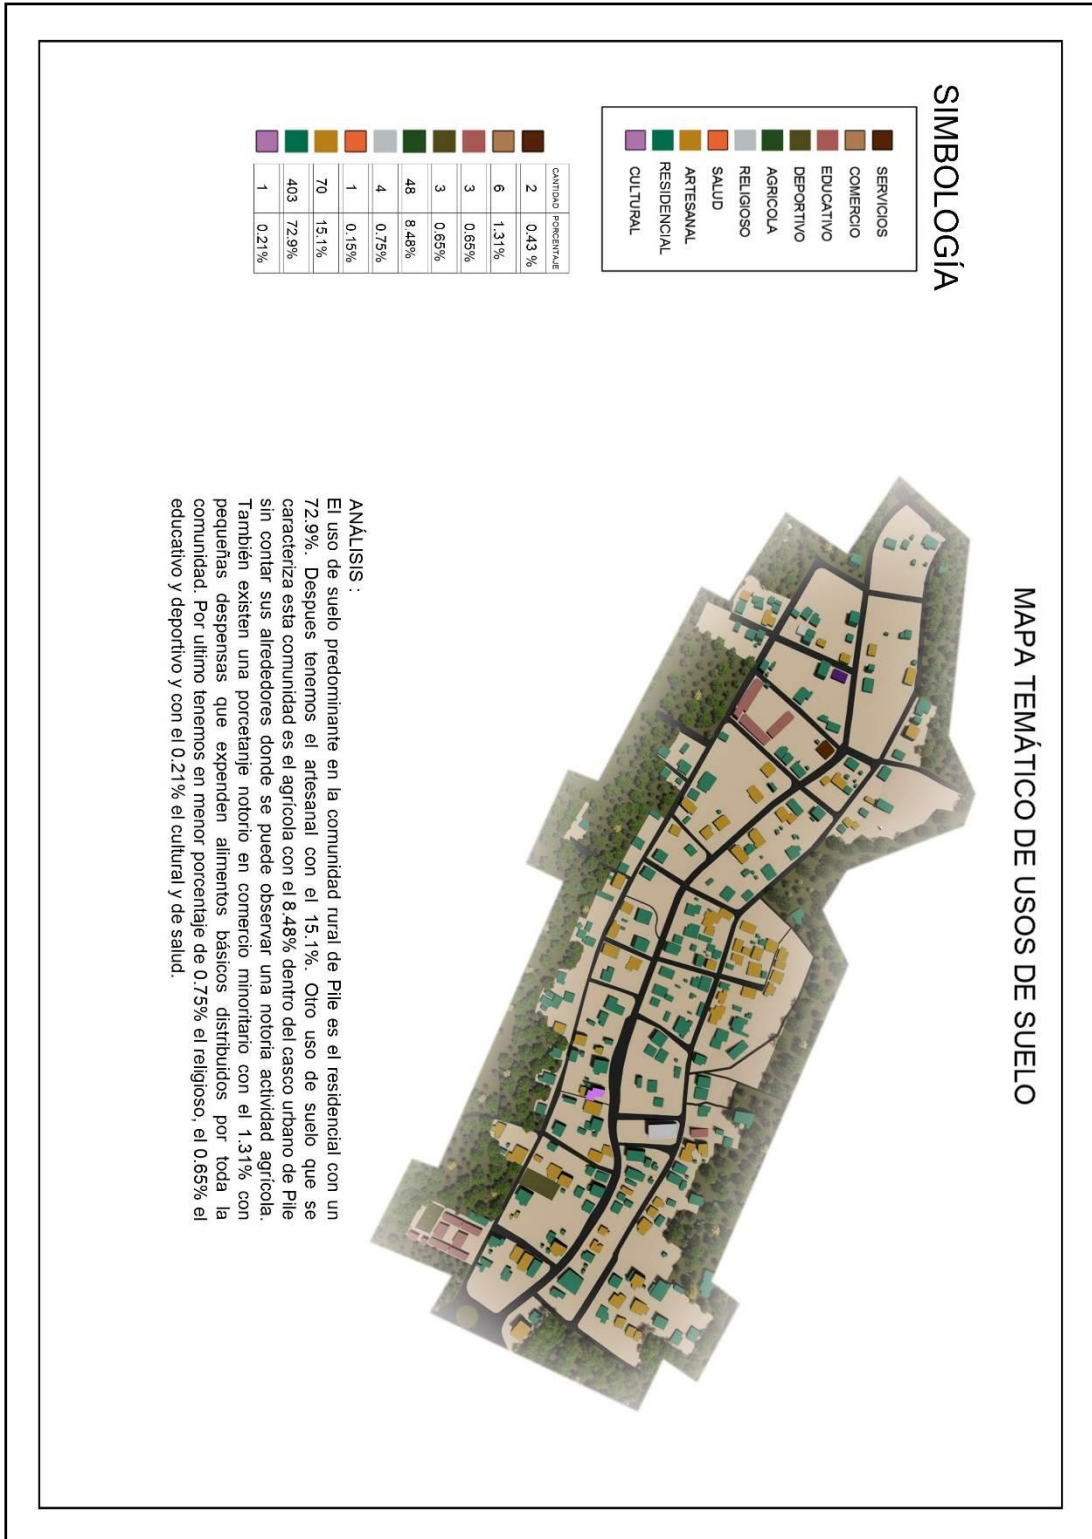 MAPA TEMÁTICO DE USOS DE SUELO
SIMBOLOGÍA
SERVICIOS
COMERCIO
EDUCATIVO
DEPORTIVO
AGRICOLA
RELIGIOSO
SALUD
ARTESANAL
RESIDENCIAL
CULTURAL
CANTIDAD PORCENTAJE
2 0.43 %
6 1.31%
3 0.65%
3 0.65%
48 8.48%
4 0.75%
1 0.15%
70 15.1%
403 72.9%
1 0.21%
ANÁLISIS :
El uso de suelo predominante en la comunidad rural de Pile es el residencial con un
72.9%. Despues tenemos el artesanal con el 15.1%. Otro uso de suelo que se
caracteriza esta comunidad es el agrícola con el 8.48% dentro del casco urbano de Pile
sin contar sus alrededores donde se puede observar una notoria actividad agrícola.
También existen una porcetanje notorio en comercio minoritario con el 1.31% con
pequeñas despensas que expenden alimentos básicos distribuidos por toda la
comunidad. Por ultimo tenemos en menor porcentaje de 0.75% el religioso, el 0.65% el
educativo y deportivo y con el 0.21% el cultural y de salud.